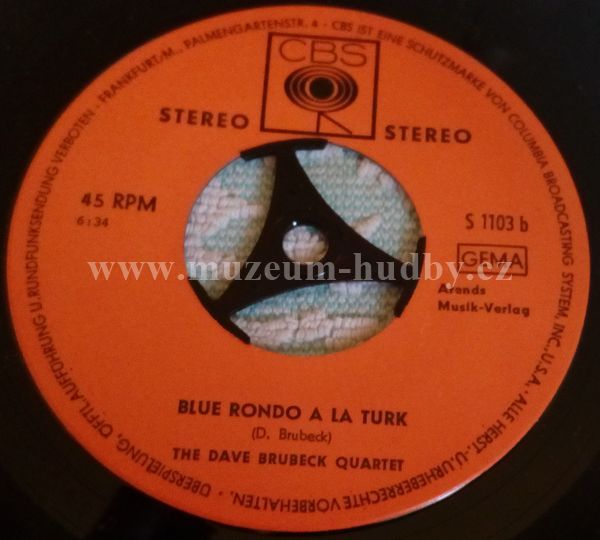 FRANKFURT/M., PALMENGARTENSTR. 4 - CBS IST EINE SCHUTZMARKE VON COLUMBIA BROADCASTING SYSTEM, INC., U.S.A. - ALLE HERST.-U.URHEBERRECHTE VORBEHALTEN. - ÜBERSPIELUNG, ÖFFTL.AUFFÜHRUNG U.RUNDFUNKSENDUNG VERBOTEN -
CBS
STEREO STEREO
45 RPM
6:34
S 1103 b
GEMA
Arends
Musik-Verlag
www.muzeum-hudby.cz
BLUE RONDO A LA TURK
(D. Brubeck)
THE DAVE BRUBECK QUARTET